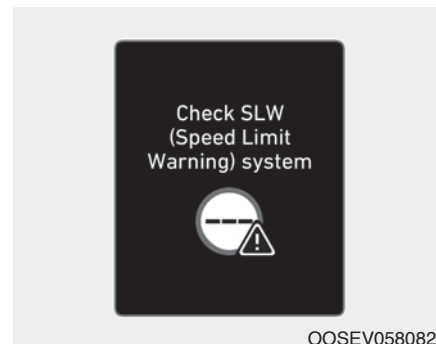 Check SLW
(Speed Limit
Warning) system
---
OOSEV058082